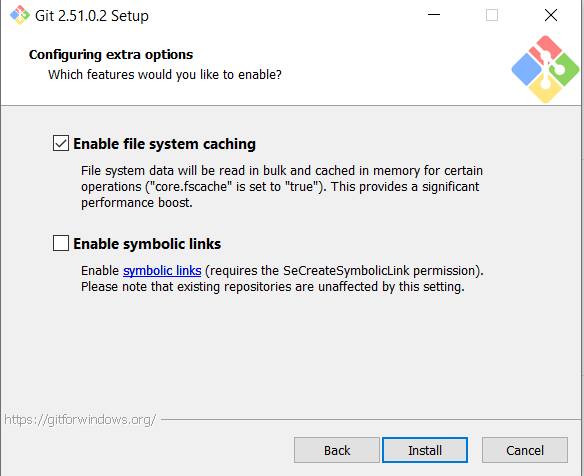 Git 2.51.0.2 Setup
Configuring extra options
Which features would you like to enable?
Enable file system caching
File system data will be read in bulk and cached in memory for certain
operations ("core.fscache" is set to "true"). This provides a significant
performance boost.
Enable symbolic links
Enable symbolic links (requires the SeCreateSymbolicLink permission).
Please note that existing repositories are unaffected by this setting.
https://gitforwindows.org/
Back
Install
Cancel